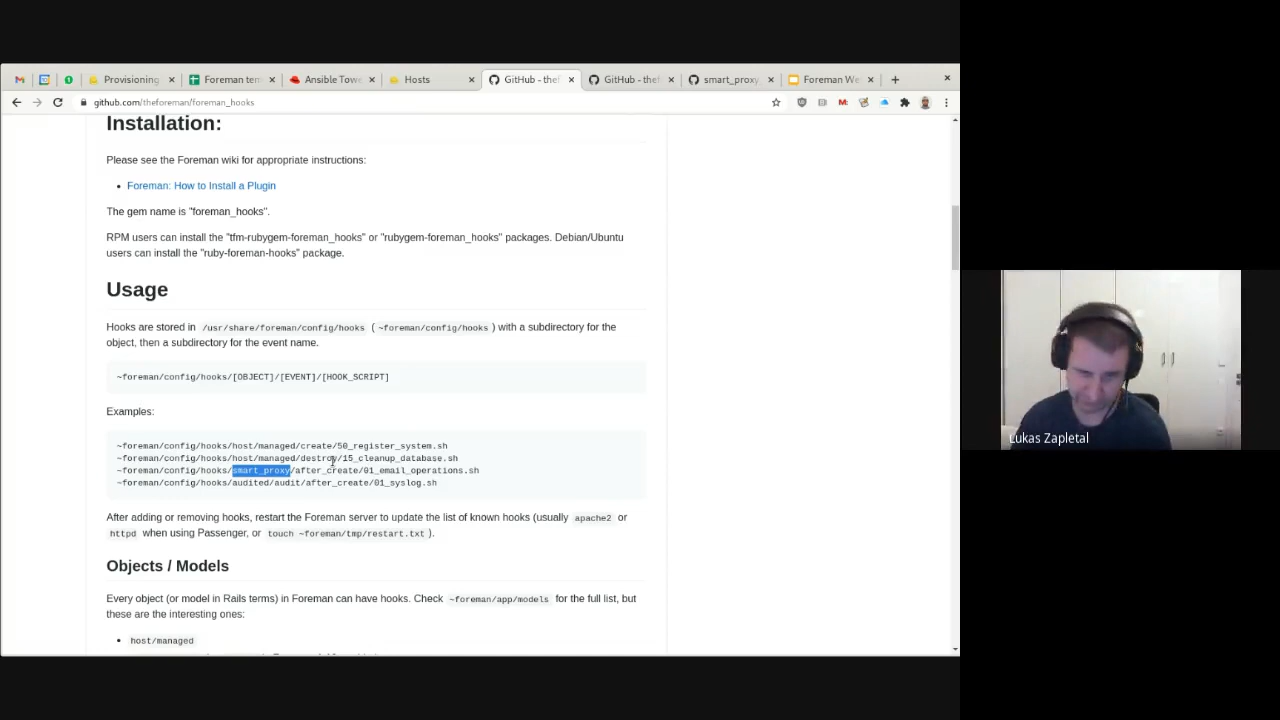 Provisioning
Foreman tem
Ansible Towe
Hosts
GitHub - thef
GitHub - thef
smart_proxy
Foreman We
github.com/theforeman/foreman_hooks
Installation:
Please see the Foreman wiki for appropriate instructions:
• Foreman: How to Install a Plugin
The gem name is "foreman_hooks".
RPM users can install the "tfm-rubygem-foreman_hooks" or "rubygem-foreman_hooks" packages. Debian/Ubuntu
users can install the "ruby-foreman-hooks" package.
Usage
Hooks are stored in /usr/share/foreman/config/hooks ( ~foreman/config/hooks ) with a subdirectory for the
object, then a subdirectory for the event name.
~foreman/config/hooks/[OBJECT]/[EVENT]/[HOOK_SCRIPT]
Examples:
~foreman/config/hooks/host/managed/create/50_register_system.sh
~foreman/config/hooks/host/managed/destroy/15_cleanup_database.sh
~foreman/config/hooks/smart_proxy/after_create/01_email_operations.sh
~foreman/config/hooks/audited/audit/after_create/01_syslog.sh
After adding or removing hooks, restart the Foreman server to update the list of known hooks (usually apache2 or
httpd when using Passenger, or touch ~foreman/tmp/restart.txt ).
Objects / Models
Every object (or model in Rails terms) in Foreman can have hooks. Check ~foreman/app/models for the full list, but
these are the interesting ones:
• host/managed
Lukas Zapletal